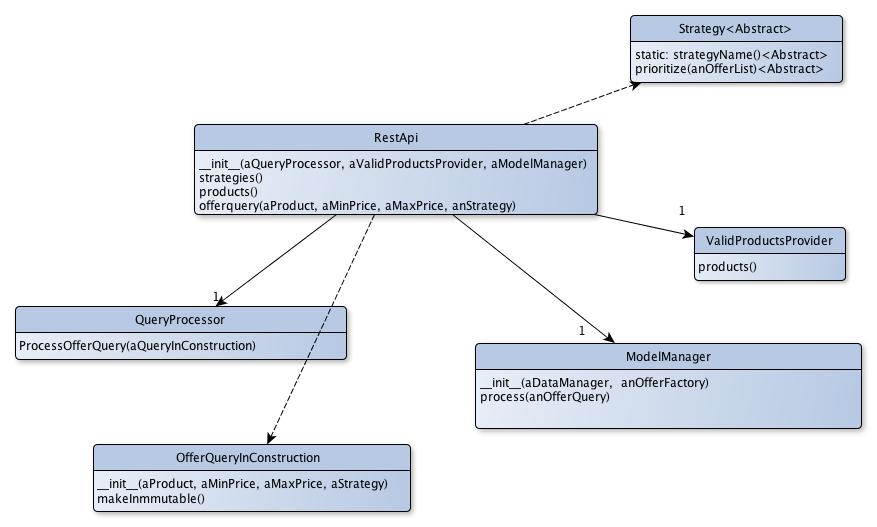 Strategy<Abstract>
static: strategyName()<Abstract>
prioritize(anOfferList)<Abstract>
RestApi
__init__(aQueryProcessor, aValidProductsProvider, aModelManager)
strategies()
products()
offerquery(aProduct, aMinPrice, aMaxPrice, anStrategy)
1
ValidProductsProvider
products()
1
QueryProcessor
ProcessOfferQuery(aQueryInConstruction)
1
ModelManager
__init__(aDataManager,  anOfferFactory)
process(anOfferQuery)
OfferQueryInConstruction
__init__(aProduct, aMinPrice, aMaxPrice, aStrategy)
makeInmmutable()